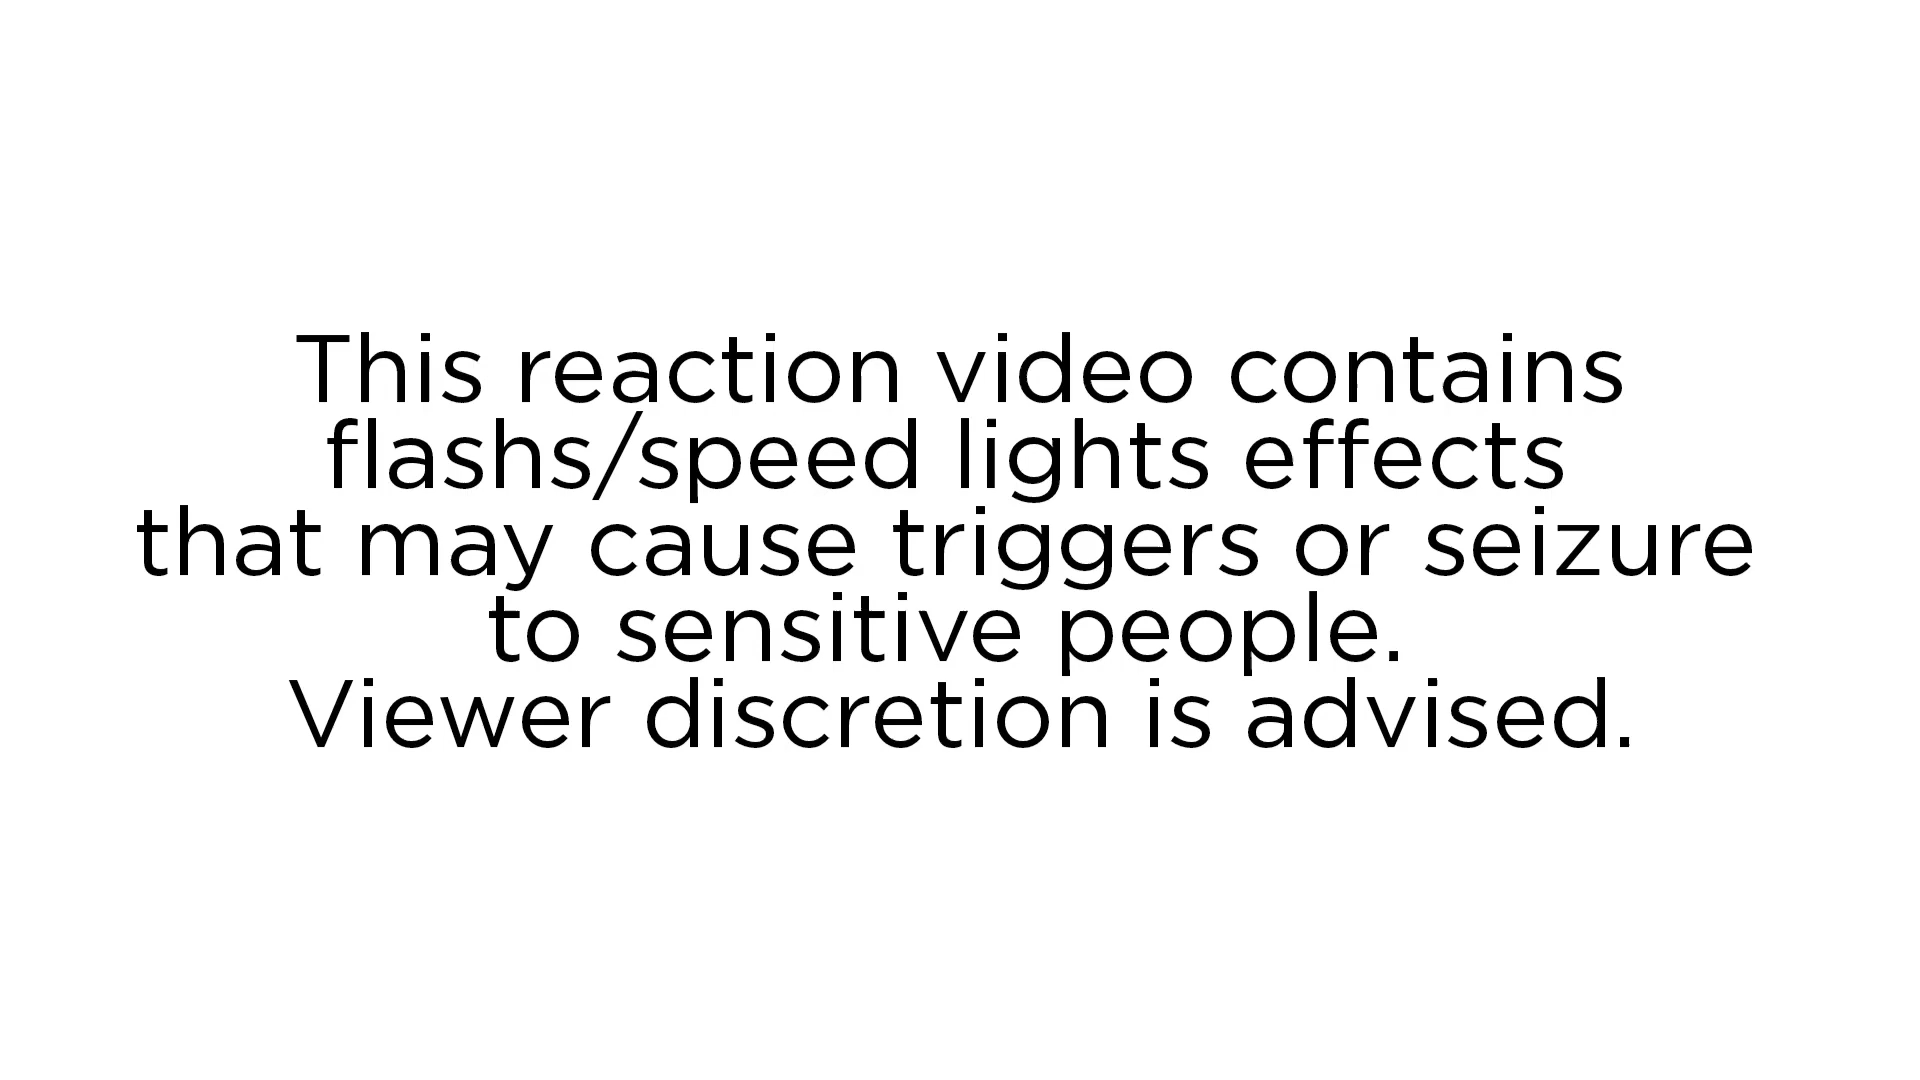 This reaction video contains
flashs/speed lights effects
that may cause triggers or seizure
to sensitive people.
Viewer discretion is advised.